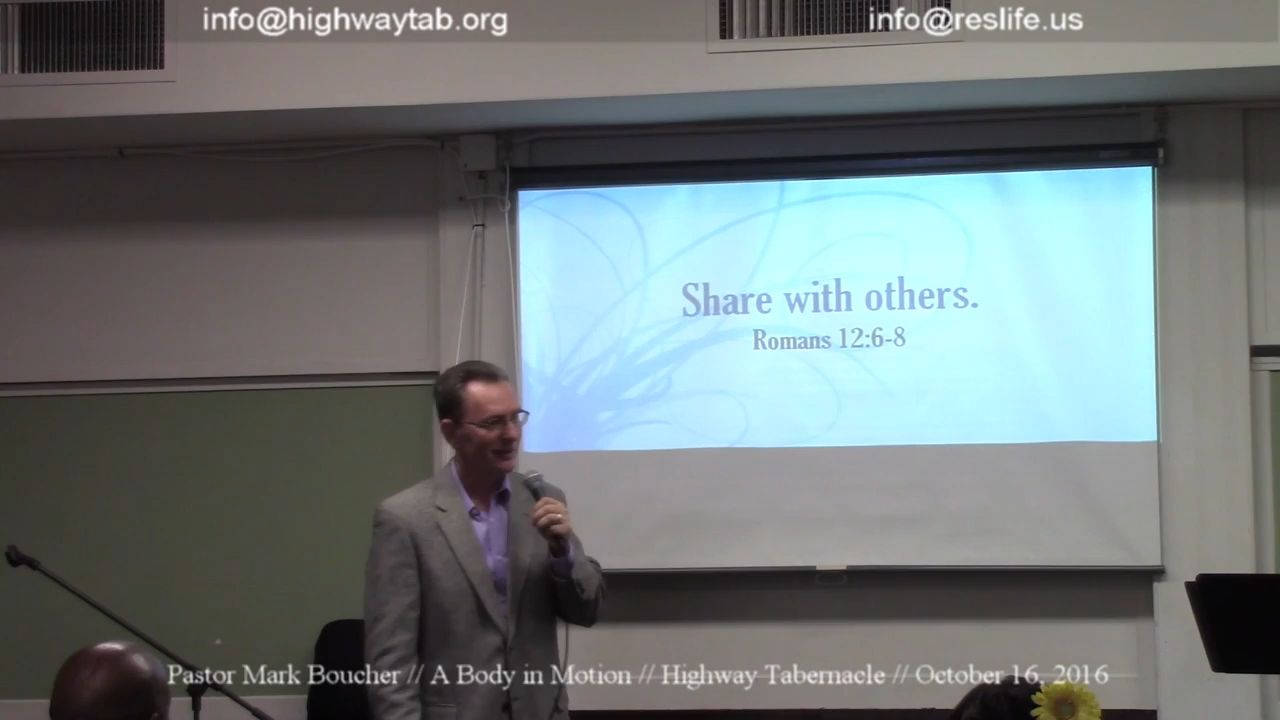 info@highwaytab.org
info@reslife.us
Share with others.
Romans 12:6-8
Pastor Mark Boucher // A Body in Motion // Highway Tabernacle // October 16, 2016